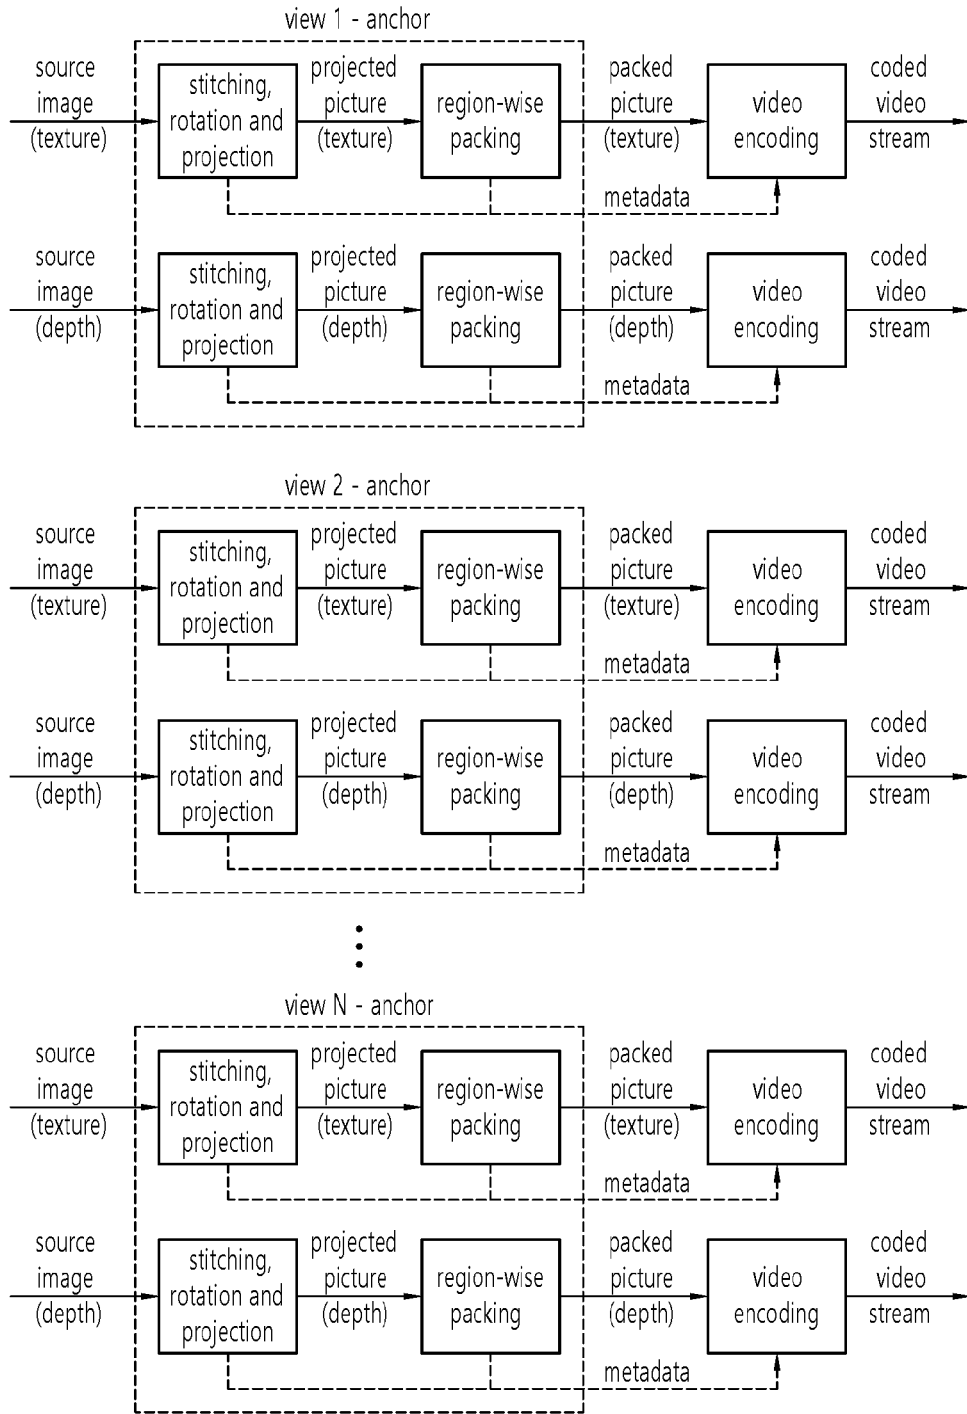 view 1 - anchor
source
image
(texture)
stitching,
rotation and
projection
projected
picture
(texture)
region-wise
packing
packed
picture
(texture)
video
encoding
coded
video
stream
metadata
source
image
(depth)
stitching,
rotation and
projection
projected
picture
(depth)
region-wise
packing
packed
picture
(depth)
video
encoding
coded
video
stream
metadata
view 2 - anchor
source
image
(texture)
stitching,
rotation and
projection
projected
picture
(texture)
region-wise
packing
packed
picture
(texture)
video
encoding
coded
video
stream
metadata
source
image
(depth)
stitching,
rotation and
projection
projected
picture
(depth)
region-wise
packing
packed
picture
(depth)
video
encoding
coded
video
stream
metadata
view N - anchor
source
image
(texture)
stitching,
rotation and
projection
projected
picture
(texture)
region-wise
packing
packed
picture
(texture)
video
encoding
coded
video
stream
metadata
source
image
(depth)
stitching,
rotation and
projection
projected
picture
(depth)
region-wise
packing
packed
picture
(depth)
video
encoding
coded
video
stream
metadata